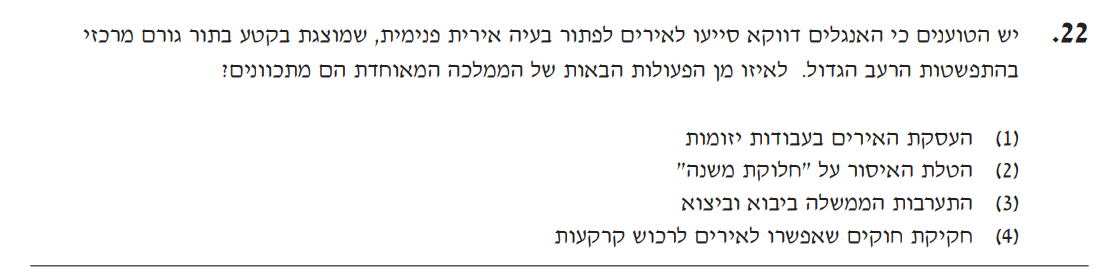 22. יש הטוענים כי האנגלים דווקא סייעו לאירים לפתור בעיה אירית פנימית, שמוצגת בקטע בתור גורם מרכזי
בהתפשטות הרעב הגדול. לאיזו מן הפעולות הבאות של הממלכה המאוחדת הם מתכוונים?
(1) העסקת האירים בעבודות יזומות
(2) הטלת האיסור על "חלוקת משנה"
(3) התערבות הממשלה ביבוא וביצוא
(4) חקיקת חוקים שאפשרו לאירים לרכוש קרקעות